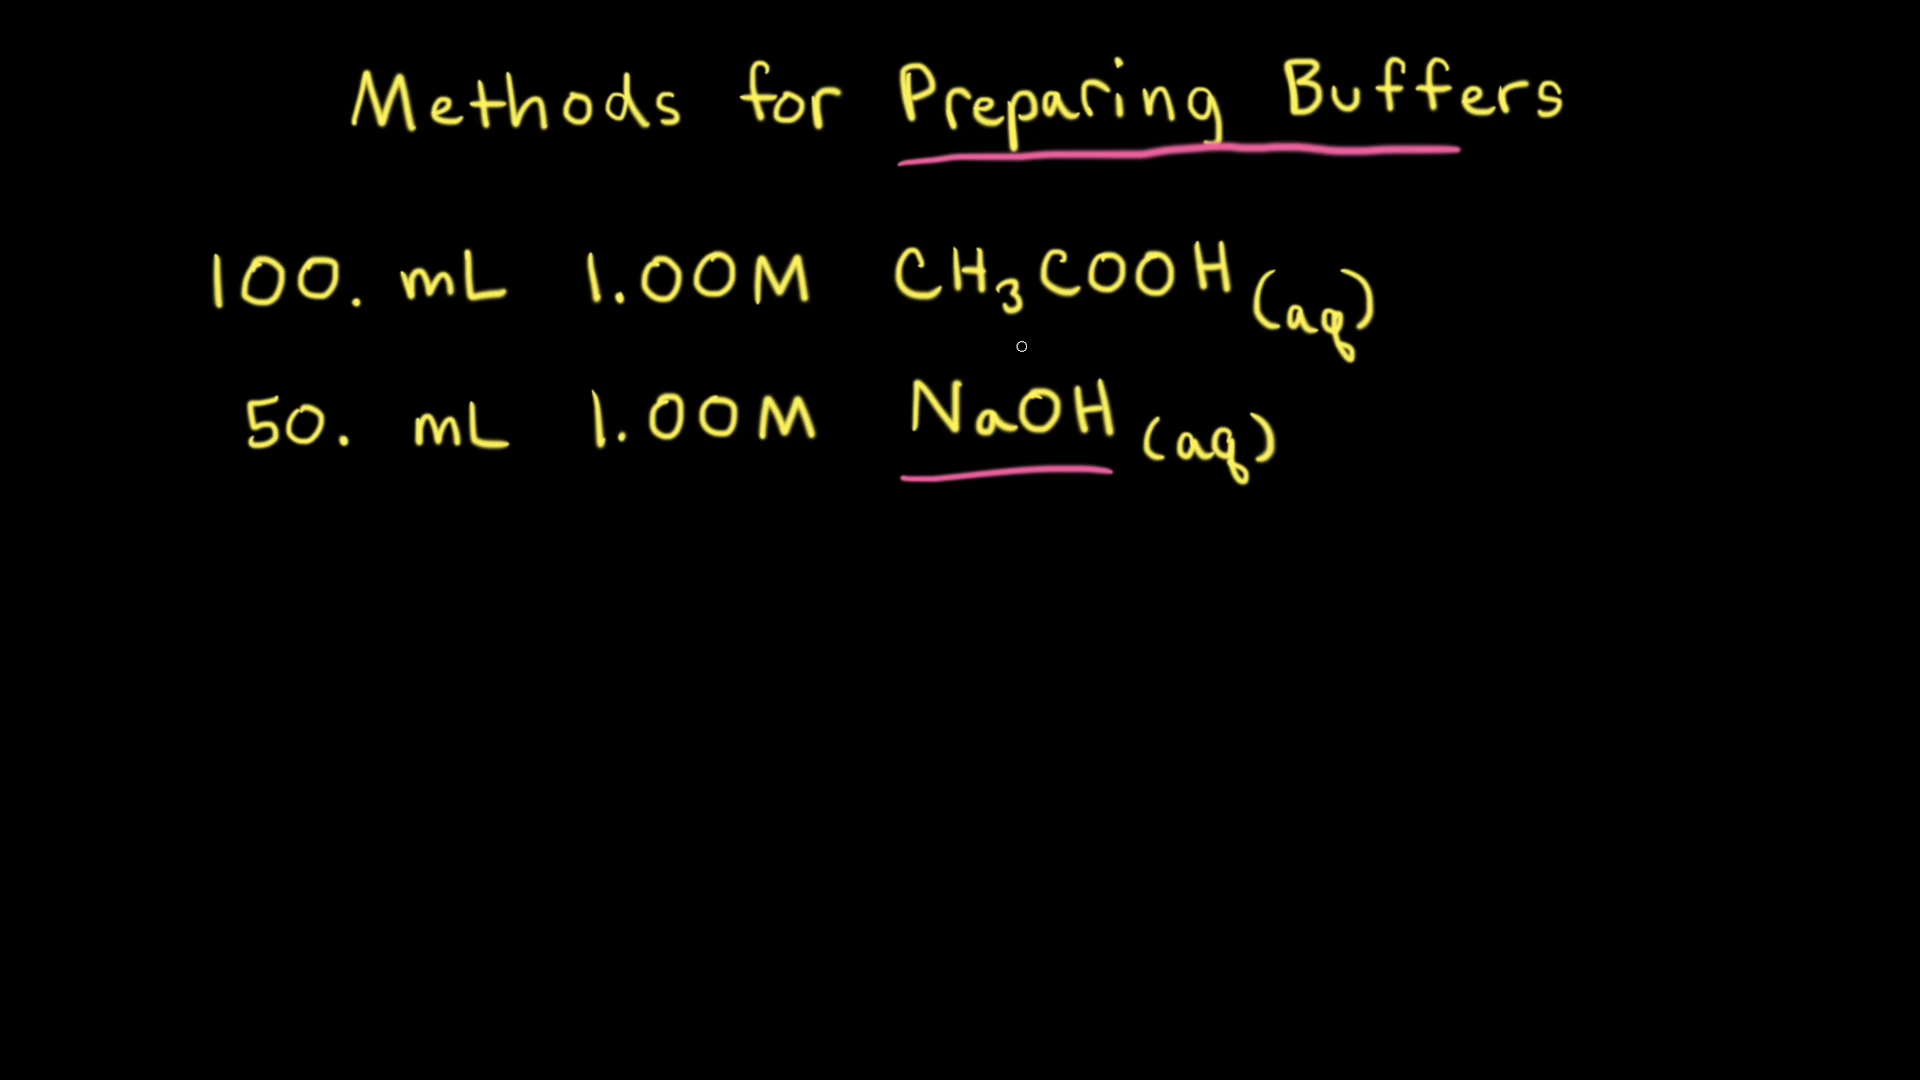 Methods for Preparing Buffers
100. mL 1.00M CH₃COOH(aq)
50. mL 1.00M NaOH(aq)